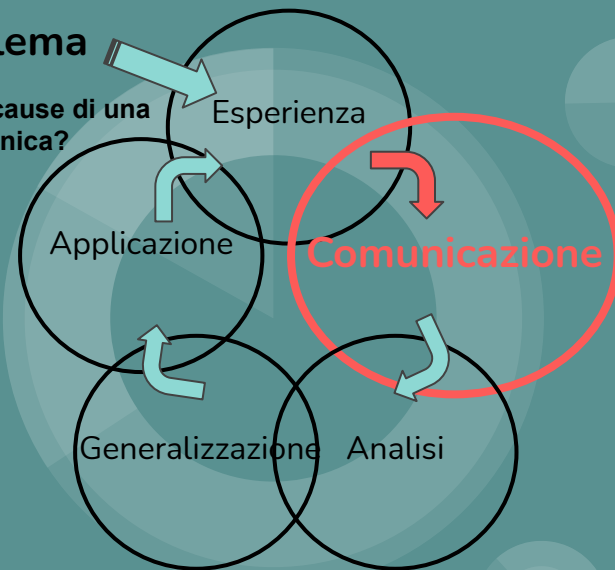 lema
cause di una
nica?
Esperienza
Comunicazione
Applicazione
Generalizzazione
Analisi